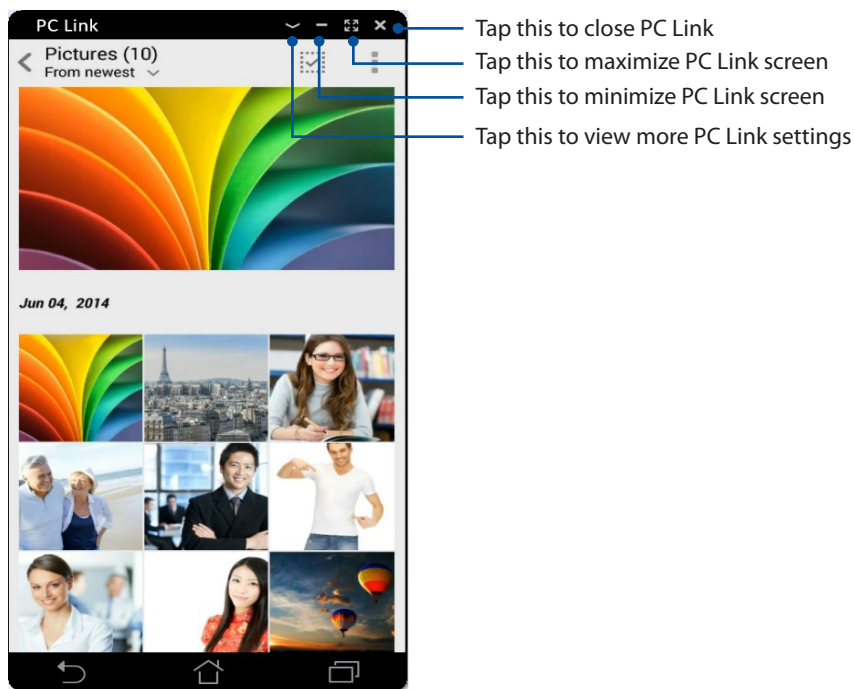 PC Link
Tap this to close PC Link
Pictures (10)
From newest
Tap this to maximize PC Link screen
Tap this to minimize PC Link screen
Tap this to view more PC Link settings
Jun 04, 2014